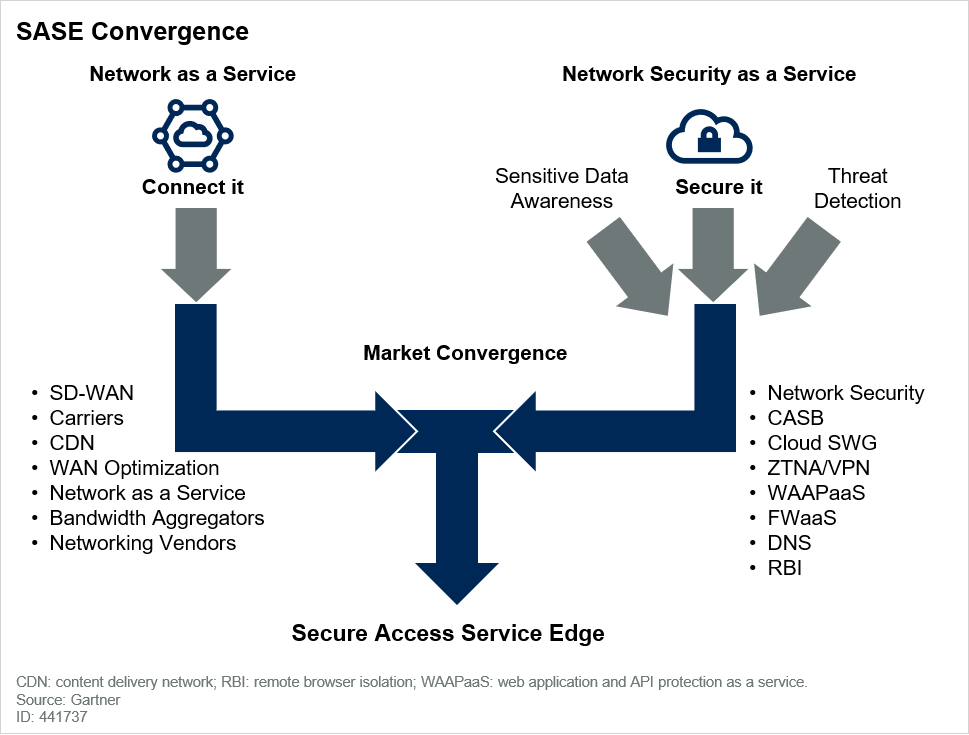 SASE Convergence
Network as a Service
Connect it
Network Security as a Service
Sensitive Data
Awareness
Secure it
Threat
Detection
Market Convergence
• SD-WAN
• Carriers
• CDN
• WAN Optimization
• Network as a Service
• Bandwidth Aggregators
• Networking Vendors
• Network Security
• CASB
• Cloud SWG
• ZTNA/VPN
• WAAPaaS
• FWaaS
• DNS
• RBI
Secure Access Service Edge
CDN: content delivery network; RBI: remote browser isolation; WAAPaaS: web application and API protection as a service.
Source: Gartner
ID: 441737